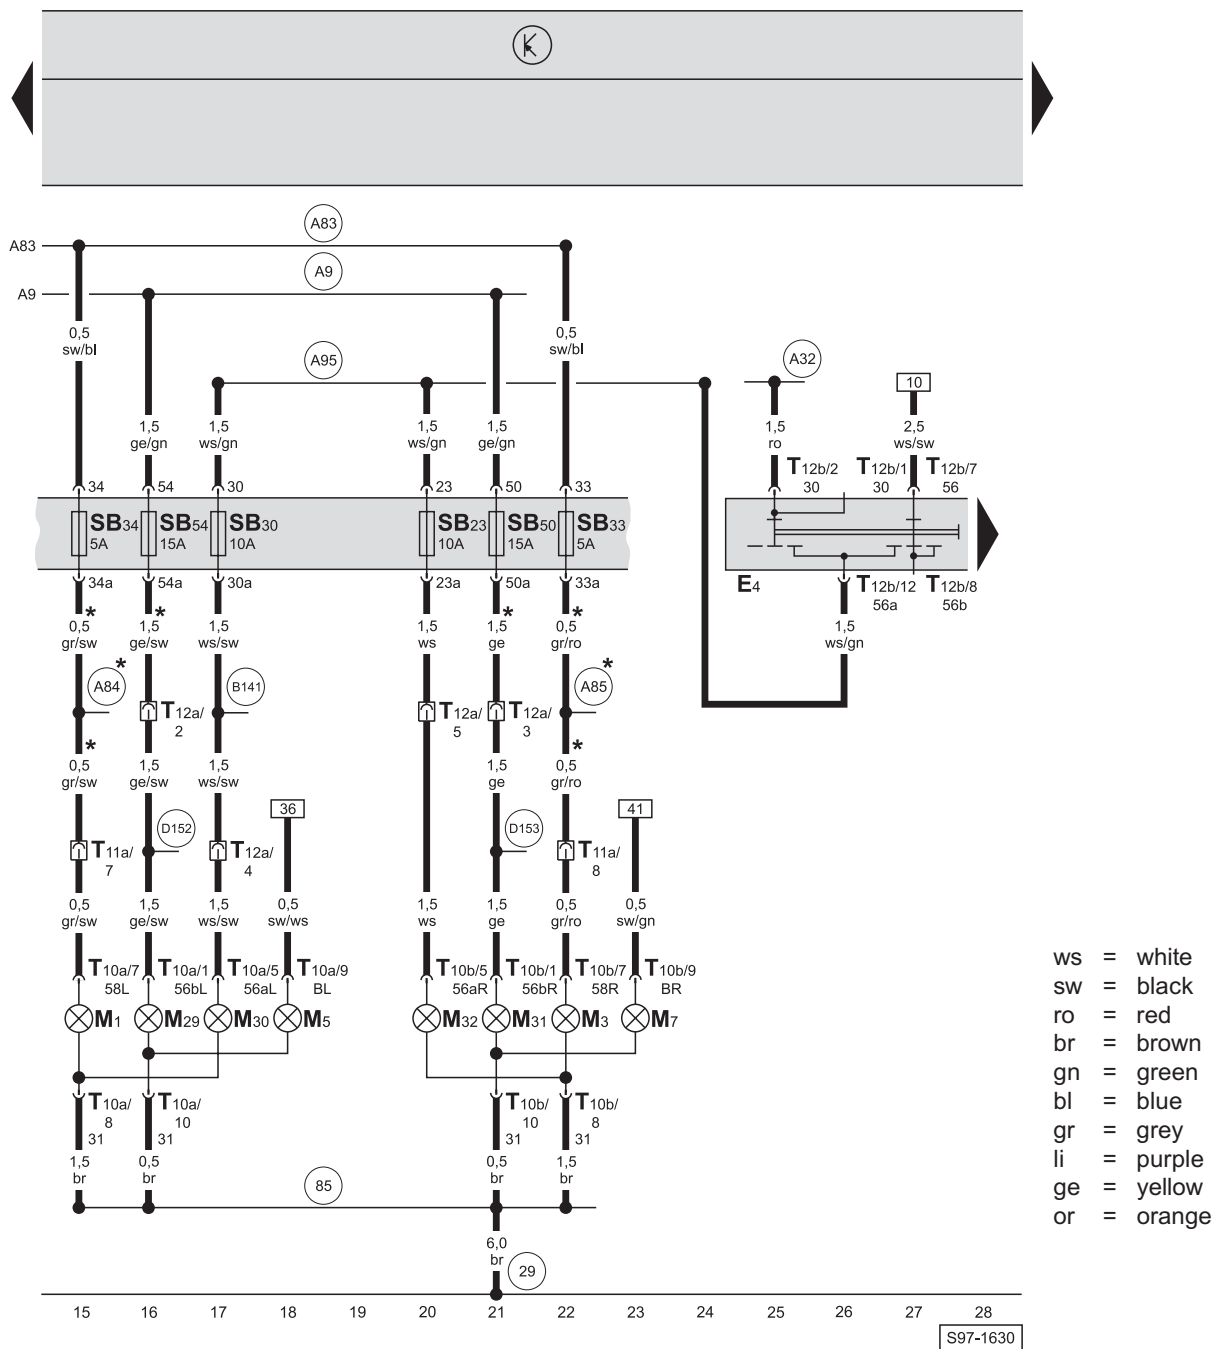 A83
A83
A9
A9
0,5 0,5
sw/bl sw/bl
A95 A32
10
1,5 1,5 1,5 1,5 1,5 2,5
ge/gn ws/gn ws/gn ge/gn ro ws/sw
T12b/2 T12b/1 T12b/7
34 54 30 23 50 33 30 30 56
SB34 SB54 SB30 SB23 SB50 SB33
5A 15A 10A 10A 15A 5A
34a 54a 30a 23a 50a 33a E4 T12b/12 T12b/8
56a 56b
* * * *
0,5 1,5 1,5 1,5 1,5 0,5 1,5
gr/sw ge/sw ws/sw ws ge gr/ro ws/gn
* *
A84 B141 A85
T12a/ T12a/ T12a/
2 5 3
* *
0,5 1,5 1,5 1,5 0,5
gr/sw ge/sw ws/sw ge gr/ro
36 41
D152 D153
T11a/ T12a/ T11a/
7 4 8
0,5 1,5 1,5 0,5 1,5 1,5 0,5 0,5
gr/sw ge/sw ws/sw sw/ws ws ge gr/ro sw/gn
T10a/7 T10a/1 T10a/5 T10a/9 T10b/5 T10b/1 T10b/7 T10b/9
58L 56bL 56aL BL 56aR 56bR 58R BR
M1 M29 M30 M5 M32 M31 M3 M7
T10a/ T10a/ T10b/ T10b/
8 10 10 8
31 31 31 31
1,5 0,5 0,5 1,5
br br br br
85
6,0
br
29
15 16 17 18 19 20 21 22 23 24 25 26 27 28
S97-1630
ws = white
sw = black
ro = red
br = brown
gn = green
bl = blue
gr = grey
li = purple
ge = yellow
or = orange